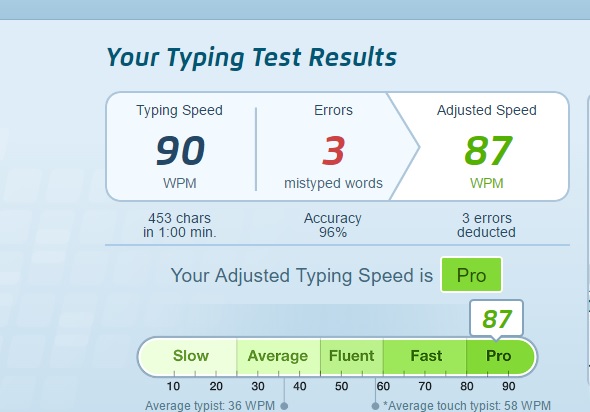 Your Typing Test Results
Typing Speed Errors Adjusted Speed
90 3 87
WPM mistyped words WPM
453 chars Accuracy 3 errors
in 1:00 min. 96% deducted
Your Adjusted Typing Speed is Pro
87
Slow Average Fluent Fast Pro
10 20 30 40 50 60 70 80 90
Average typist: 36 WPM *Average touch typist: 58 WPM